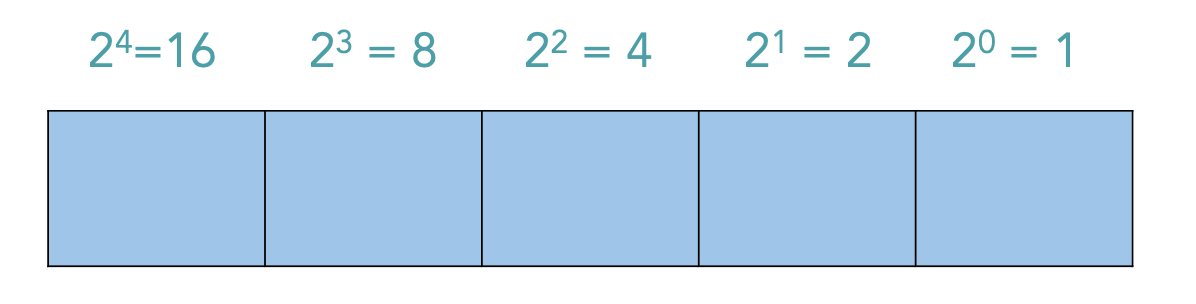 2⁴=16 2³ = 8 2² = 4 2¹ = 2 2⁰ = 1